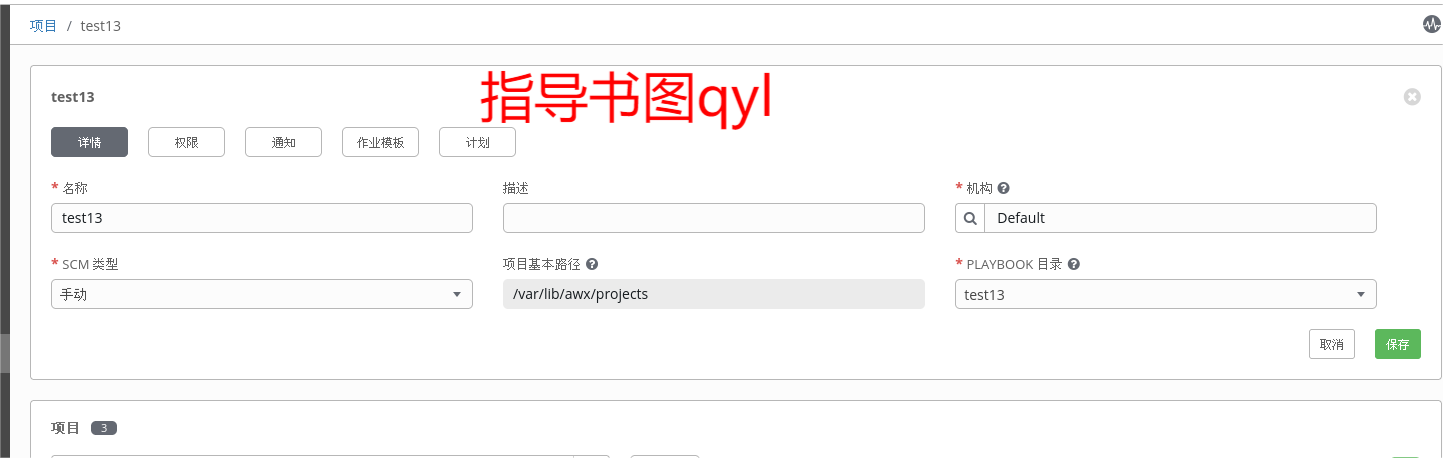 项目 / test13
指导书图qyl
test13
详情 权限 通知 作业模板 计划
* 名称 描述 * 机构
test13 Default
* SCM 类型 项目基本路径 * PLAYBOOK 目录
手动 /var/lib/awx/projects test13
取消 保存
项目 3